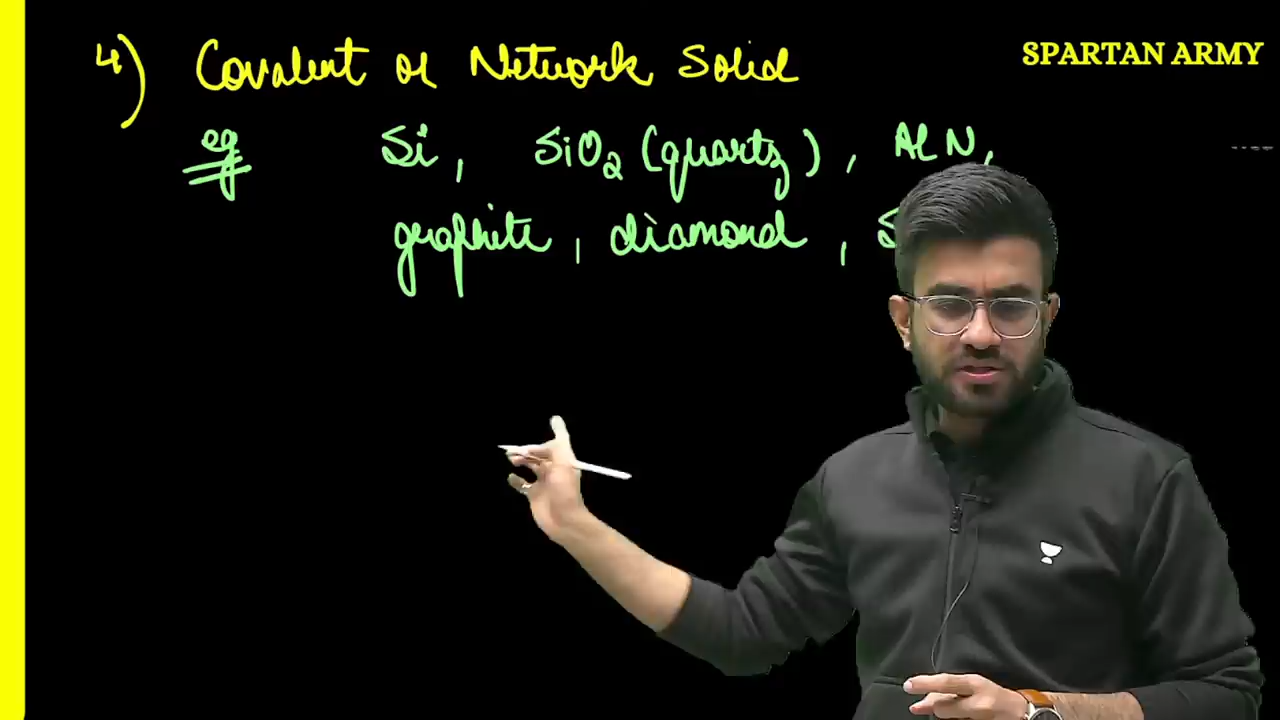 4) Covalent or Network Solid
SPARTAN ARMY
eg Si, SiO₂ (quartz), AlN,
graphite, diamond, S